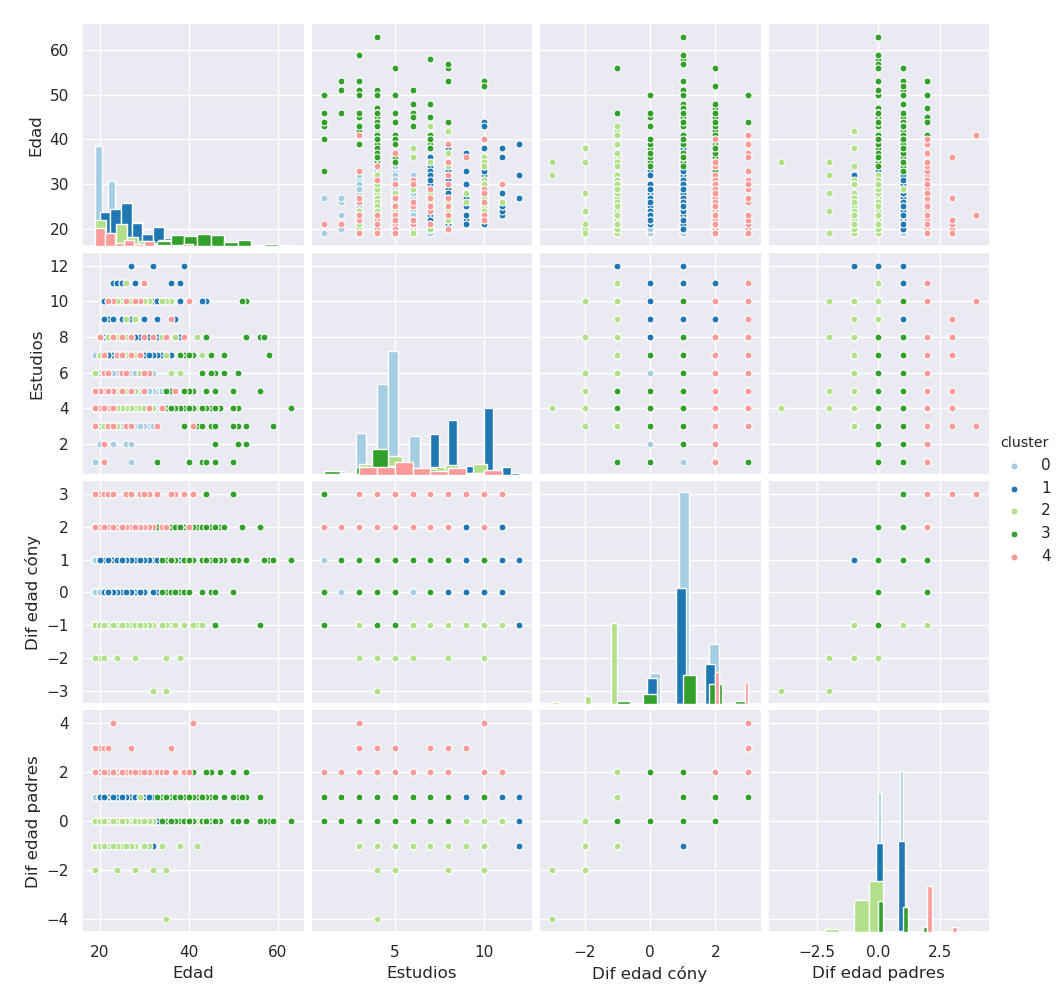 60
50
40
30
20
Edad
12
10
8
6
4
2
Estudios
3
2
1
0
−1
−2
−3
Dif edad cóny
4
2
0
−2
−4
Dif edad padres
20 40 60
Edad
5 10
Estudios
−2 0 2
Dif edad cóny
−2.5 0.0 2.5
Dif edad padres
cluster
0
1
2
3
4